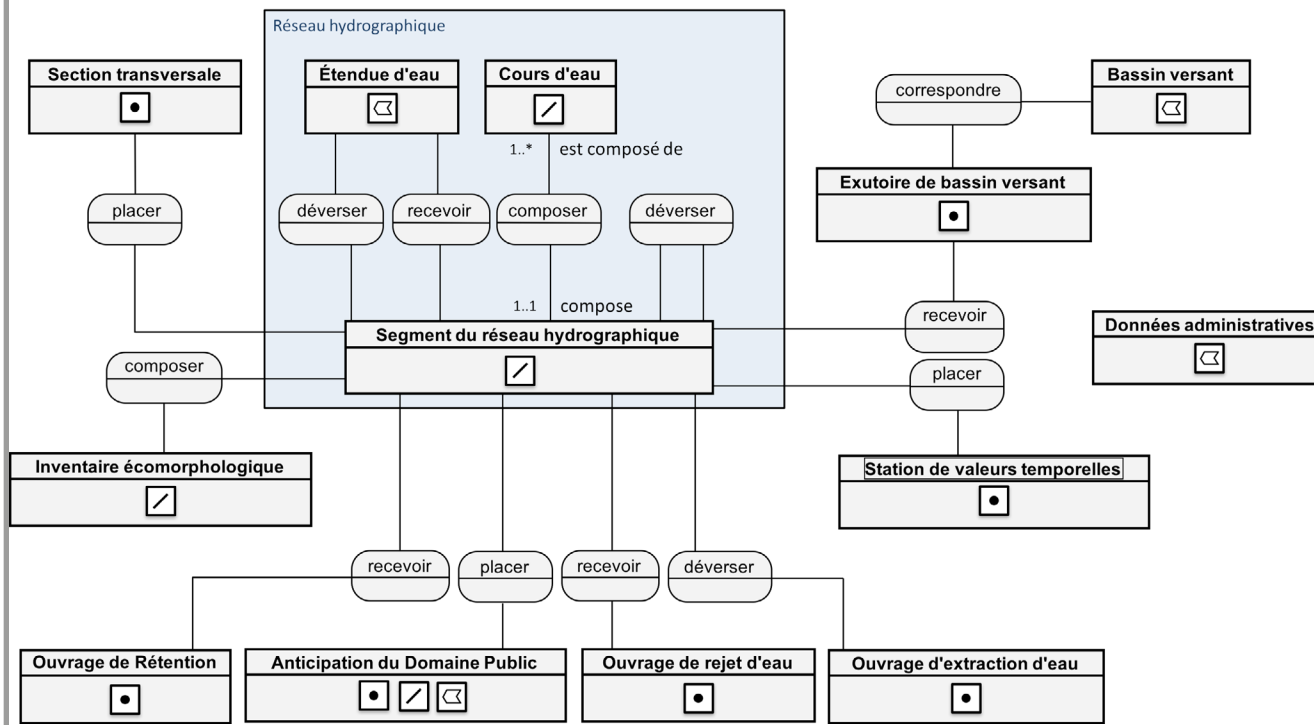 Réseau hydrographique
Section transversale
Étendue d'eau
Cours d'eau
correspondre
Bassin versant
1..* est composé de
Exutoire de bassin versant
placer
déverser
recevoir
composer
déverser
1..1 compose
recevoir
Segment du réseau hydrographique
Données administratives
composer
placer
Inventaire écomorphologique
Station de valeurs temporelles
recevoir
placer
recevoir
déverser
Ouvrage de Rétention
Anticipation du Domaine Public
Ouvrage de rejet d'eau
Ouvrage d'extraction d'eau